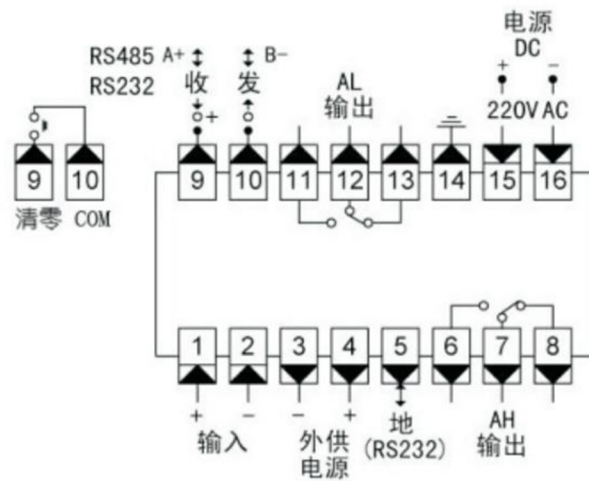 电源
DC
+ -
220V AC
RS485 A+ B-
RS232 收 发
+
AL
输出
9 10
清零 COM
9 10 11 12 13 14 15 16
1 2 3 4 5 6 7 8
+ - - + 地
(RS232)
输入
外供
电源
AH
输出